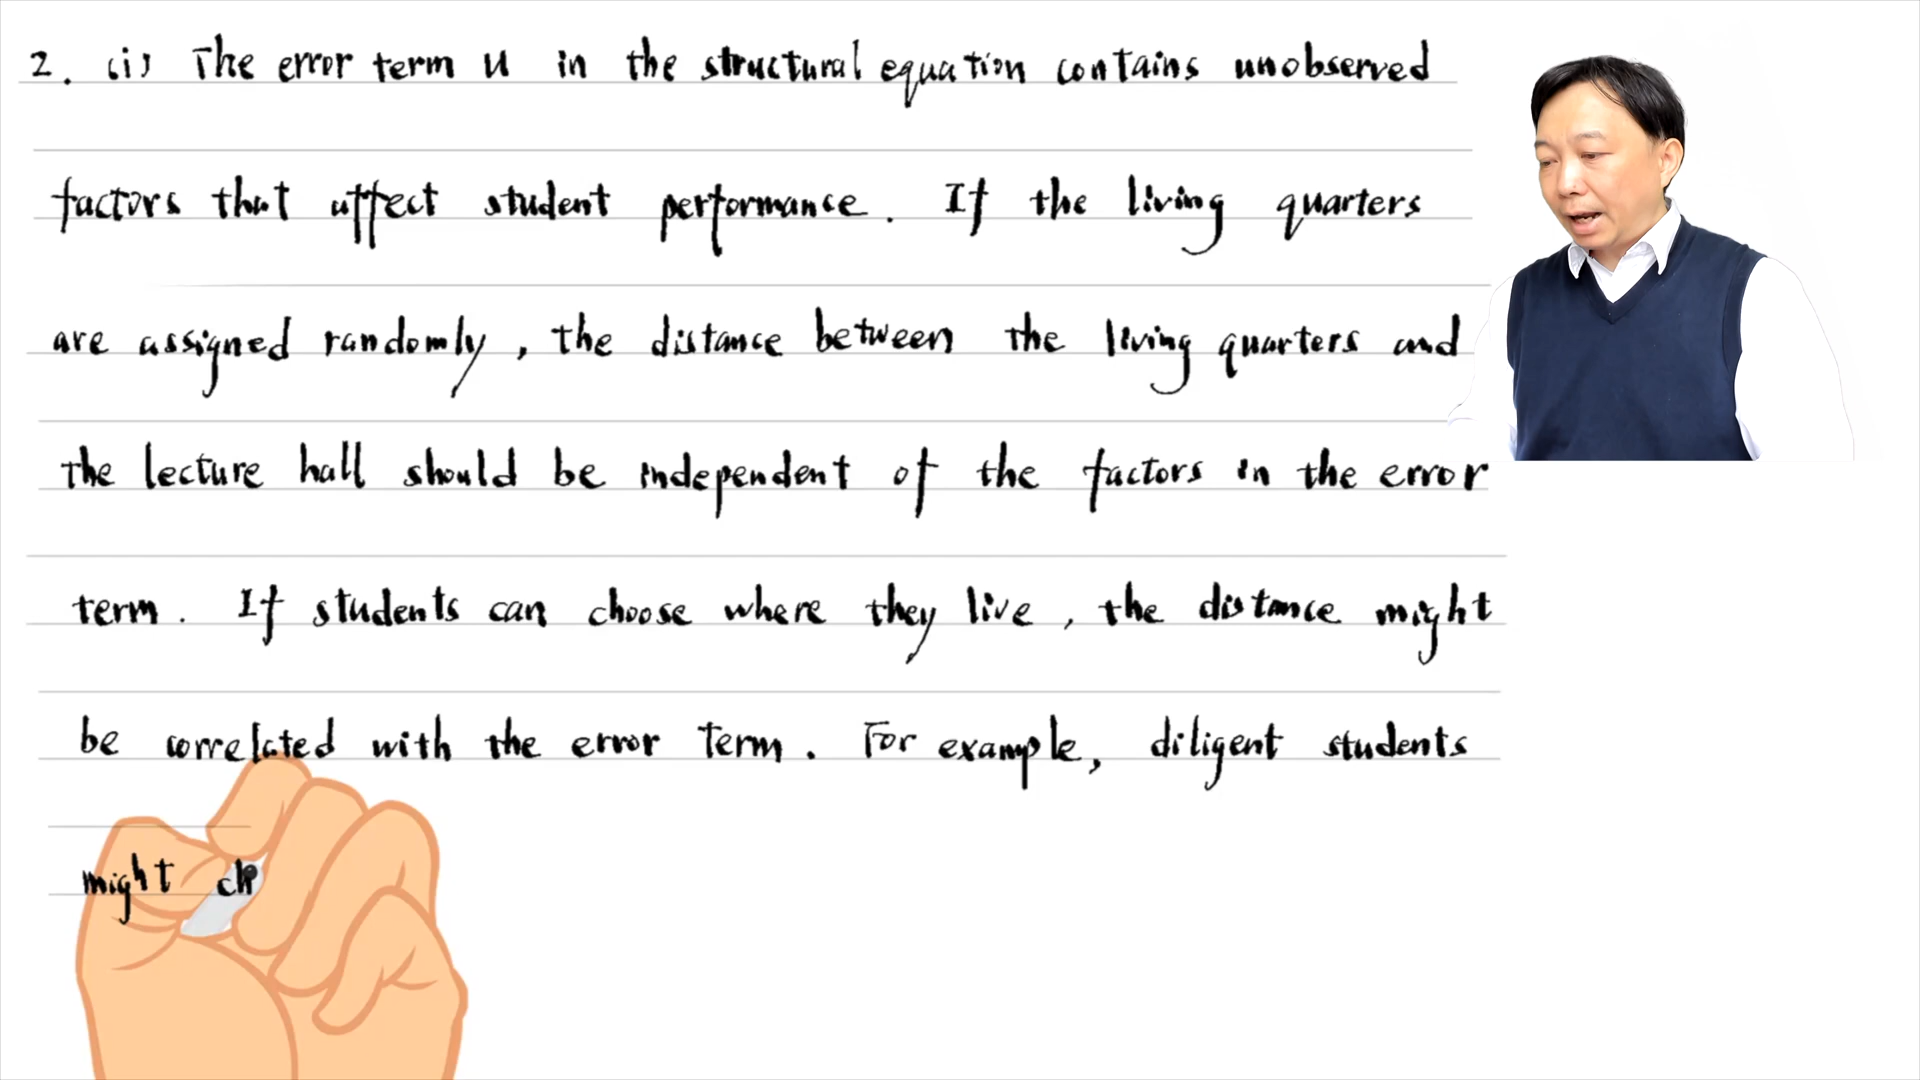 2. (i) The error term u in the structural equation contains unobserved
factors that affect student performance. If the living quarters
are assigned randomly, the distance between the living quarters and
the lecture hall should be independent of the factors in the error
term. If students can choose where they live, the distance might
be correlated with the error term. For example, diligent students
might ch